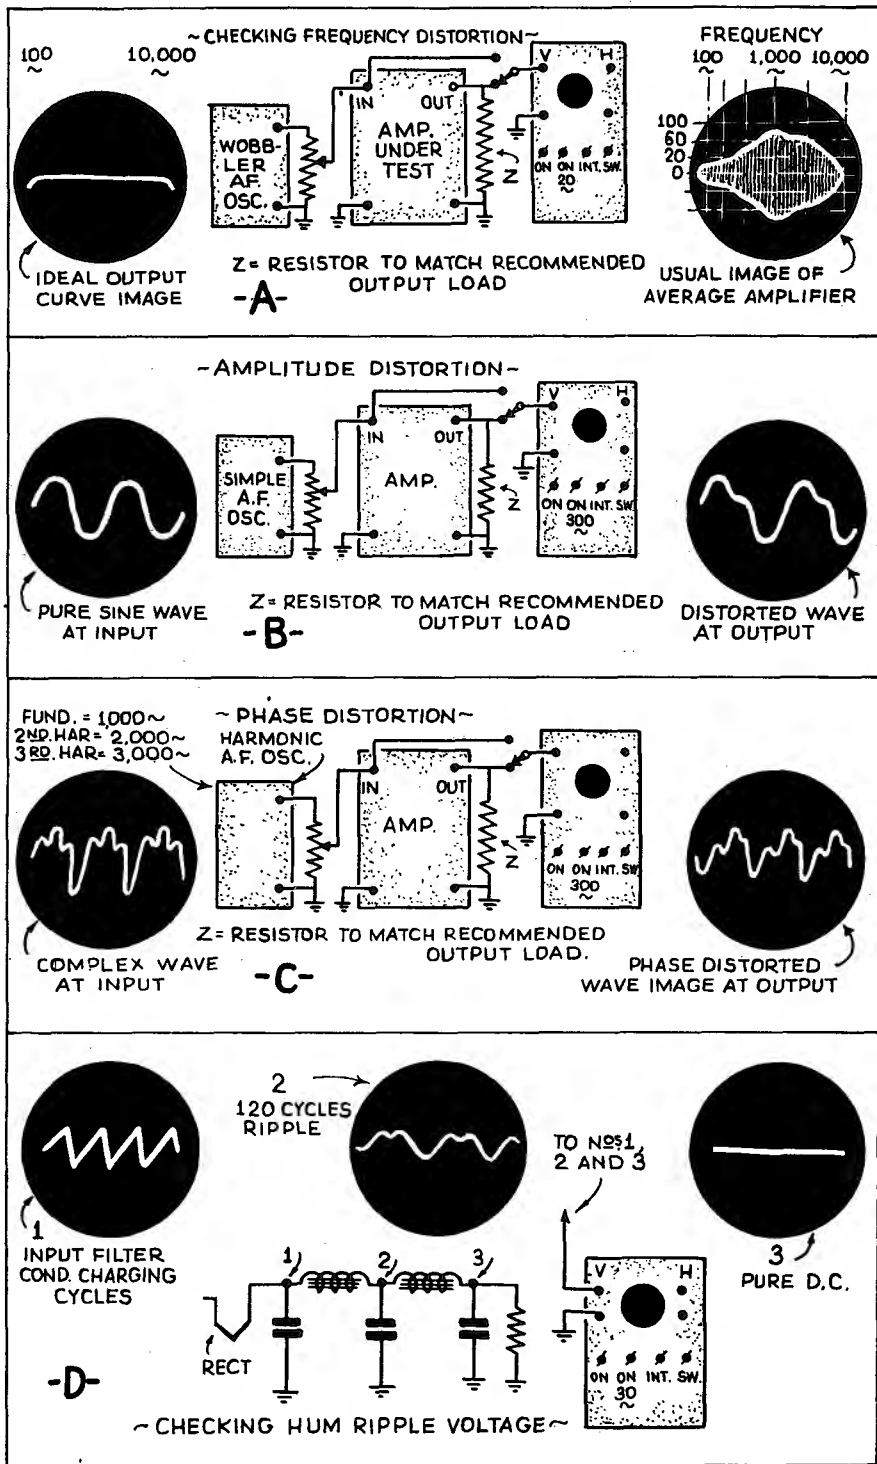 ~CHECKING FREQUENCY DISTORTION~
100
~
10,000
~
IN
OUT
WOBB-
LER
A.F.
OSC.
AMP.
UNDER
TEST
Z
V
H
ON ON INT. SW.
20
~
FREQUENCY
100 1,000 10,000
~ ~ ~
100
60
20
0
IDEAL OUTPUT
CURVE IMAGE
Z= RESISTOR TO MATCH RECOMMENDED
OUTPUT LOAD
-A-
USUAL IMAGE OF
AVERAGE AMPLIFIER
~AMPLITUDE DISTORTION~
IN
OUT
SIMPLE
A.F.
OSC.
AMP.
Z
V
H
ON ON INT. SW.
300
~
PURE SINE WAVE
AT INPUT
Z= RESISTOR TO MATCH RECOMMENDED
OUTPUT LOAD
-B-
DISTORTED WAVE
AT OUTPUT
FUND. = 1,000~
2ND. HAR= 2,000~
3RD. HAR= 3,000~
~PHASE DISTORTION~
HARMONIC
A.F. OSC.
IN
OUT
AMP.
Z
ON ON INT. SW.
300
~
COMPLEX WAVE
AT INPUT
Z= RESISTOR TO MATCH RECOMMENDED
OUTPUT LOAD.
-C-
PHASE DISTORTED
WAVE IMAGE AT OUTPUT
2
120 CYCLES
RIPPLE
TO NOS. 1,
2 AND 3
1
INPUT FILTER
COND. CHARGING
CYCLES
1
2
3
RECT
V
H
ON ON INT. SW.
30
~
3
PURE D.C.
-D-
~CHECKING HUM RIPPLE VOLTAGE~